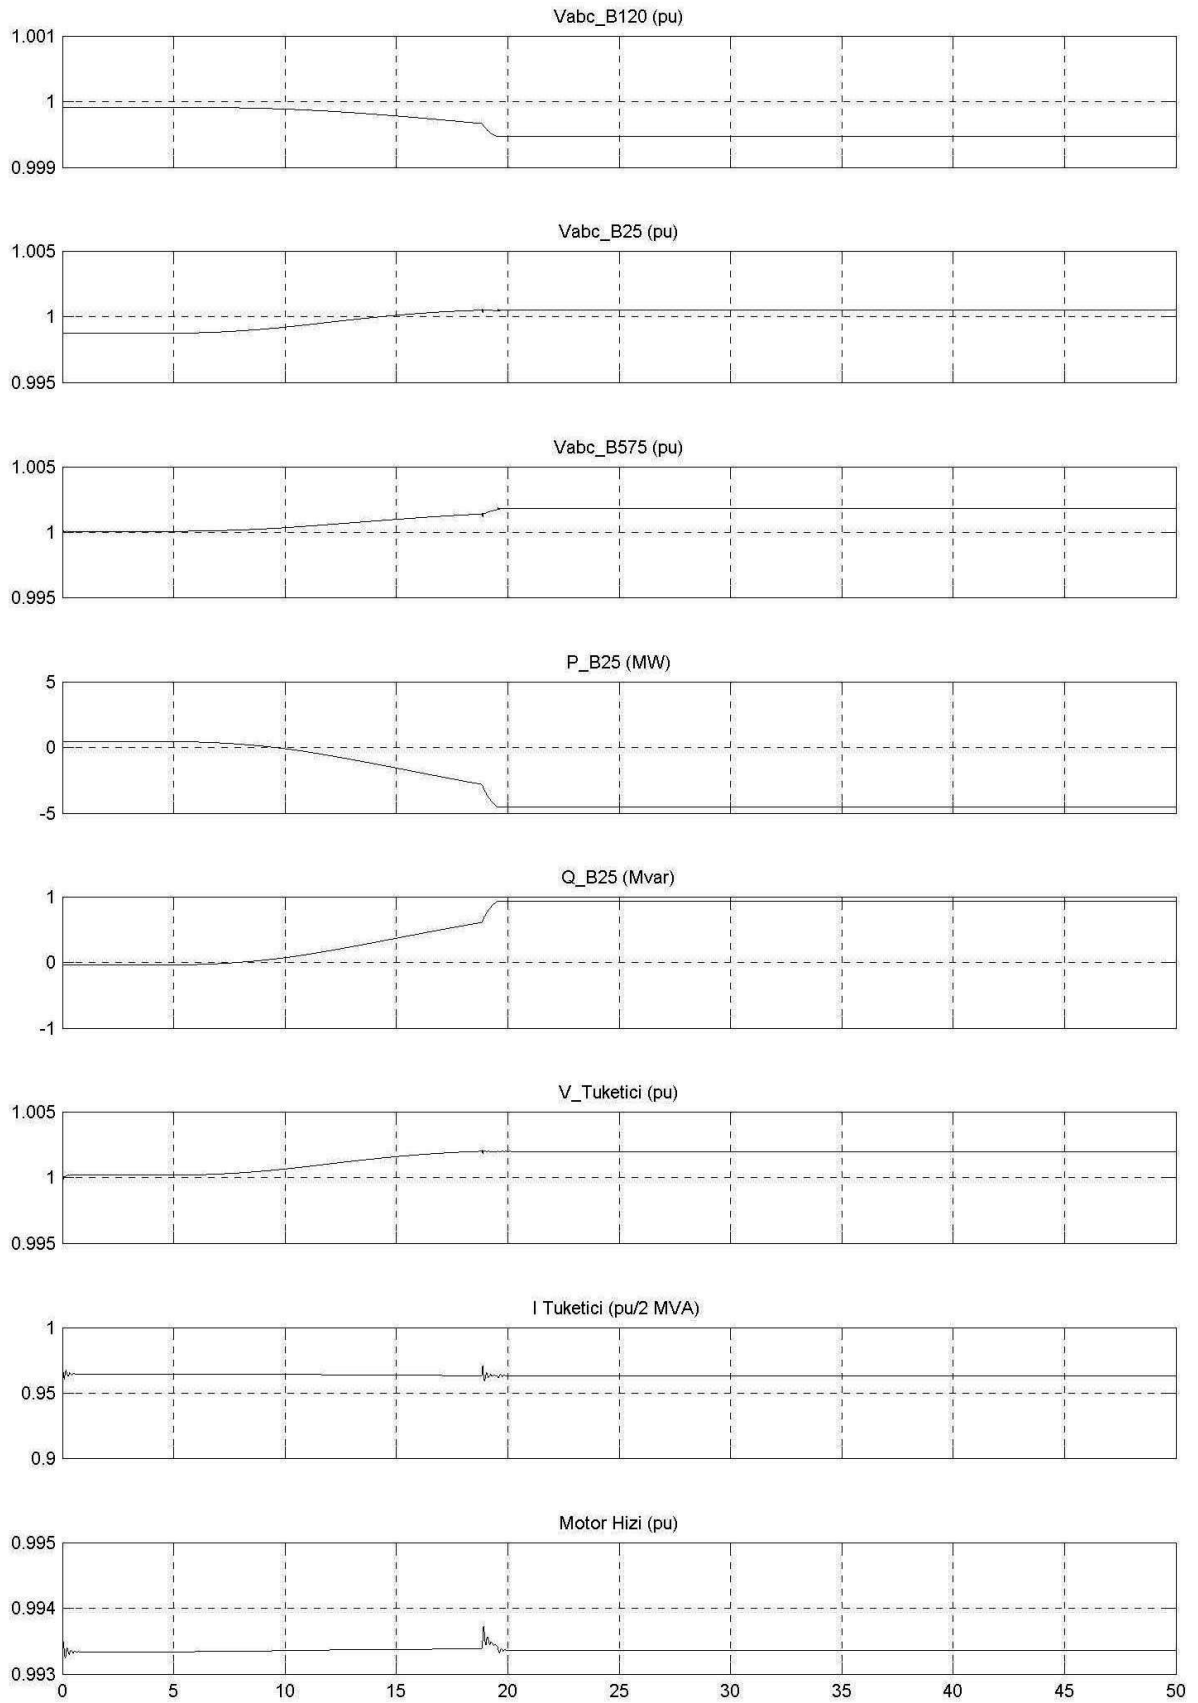 Vabc_B120 (pu)
1.001
1
0.999
Vabc_B25 (pu)
1.005
1
0.995
Vabc_B575 (pu)
1.005
1
0.995
P_B25 (MW)
5
0
-5
Q_B25 (Mvar)
1
0
-1
V_Tuketici (pu)
1.005
1
0.995
I Tuketici (pu/2 MVA)
1
0.95
0.9
Motor Hizi (pu)
0.995
0.994
0.993
0 5 10 15 20 25 30 35 40 45 50